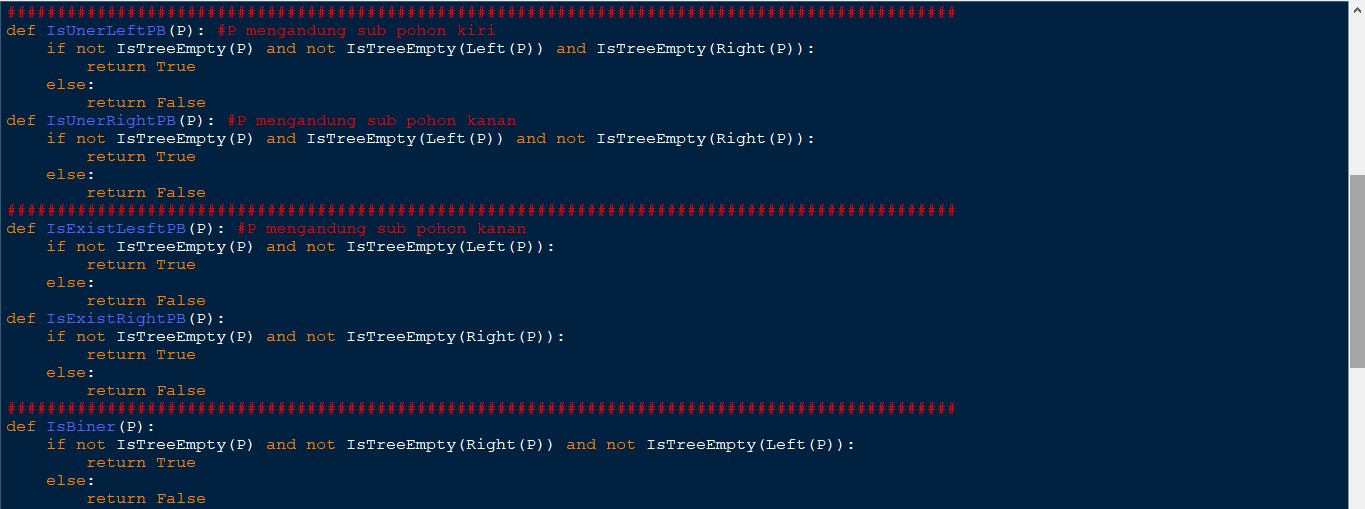 ###############################################################################################
def IsUnerLeftPB(P): #P mengandung sub pohon kiri
    if not IsTreeEmpty(P) and not IsTreeEmpty(Left(P)) and IsTreeEmpty(Right(P)):
        return True
    else:
        return False
def IsUnerRightPB(P): #P mengandung sub pohon kanan
    if not IsTreeEmpty(P) and IsTreeEmpty(Left(P)) and not IsTreeEmpty(Right(P)):
        return True
    else:
        return False
###############################################################################################
def IsExistLesftPB(P): #P mengandung sub pohon kanan
    if not IsTreeEmpty(P) and not IsTreeEmpty(Left(P)):
        return True
    else:
        return False
def IsExistRightPB(P):
    if not IsTreeEmpty(P) and not IsTreeEmpty(Right(P)):
        return True
    else:
        return False
###############################################################################################
def IsBiner(P):
    if not IsTreeEmpty(P) and not IsTreeEmpty(Right(P)) and not IsTreeEmpty(Left(P)):
        return True
    else:
        return False